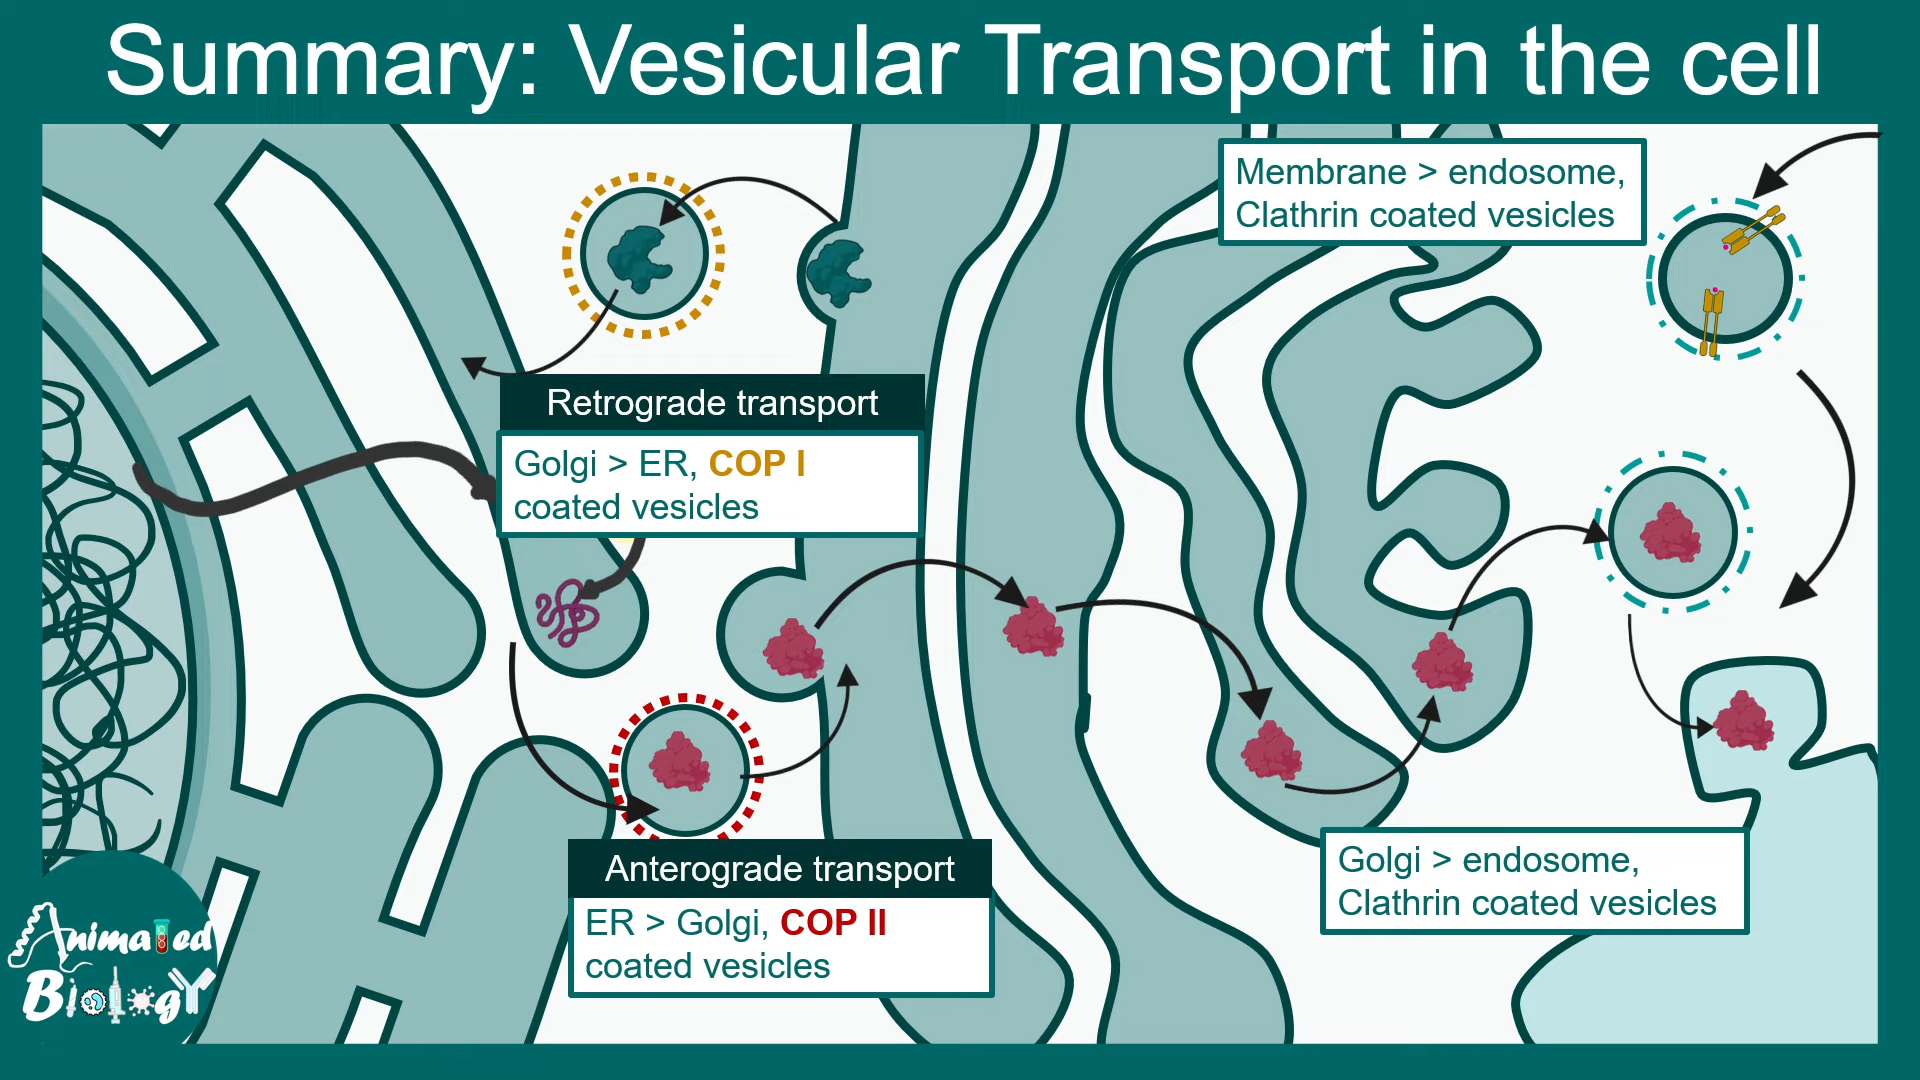 Summary: Vesicular Transport in the cell
Membrane > endosome,
Clathrin coated vesicles
Retrograde transport
Golgi > ER, COP I
coated vesicles
Anterograde transport
ER > Golgi, COP II
coated vesicles
Golgi > endosome,
Clathrin coated vesicles
Animated
Biology